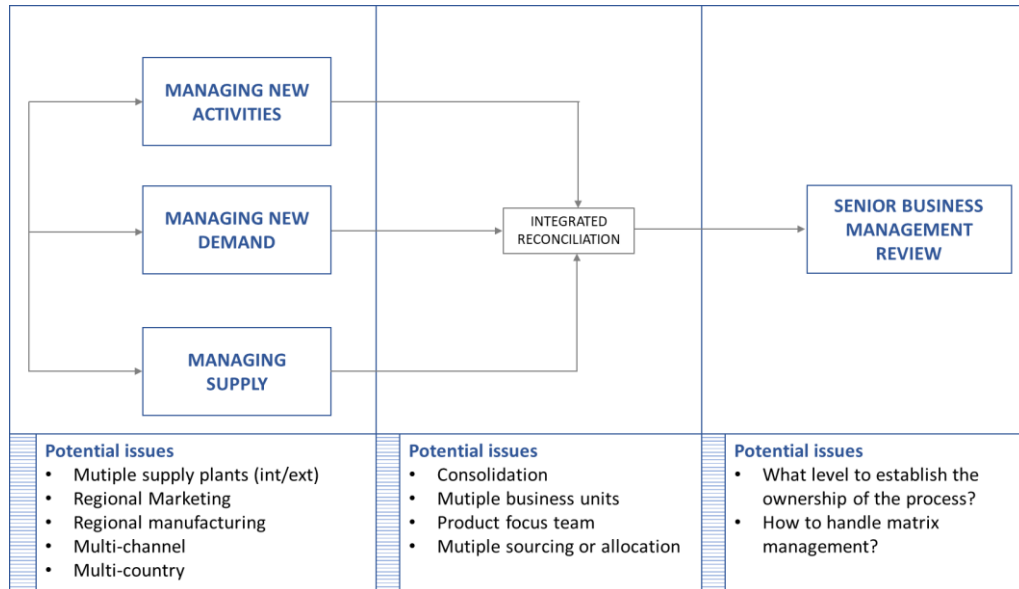 MANAGING NEW
ACTIVITIES
MANAGING NEW
DEMAND
MANAGING
SUPPLY
INTEGRATED
RECONCILIATION
SENIOR BUSINESS
MANAGEMENT
REVIEW
Potential issues
• Mutiple supply plants (int/ext)
• Regional Marketing
• Regional manufacturing
• Multi-channel
• Multi-country
Potential issues
• Consolidation
• Mutiple business units
• Product focus team
• Mutiple sourcing or allocation
Potential issues
• What level to establish the
ownership of the process?
• How to handle matrix
management?